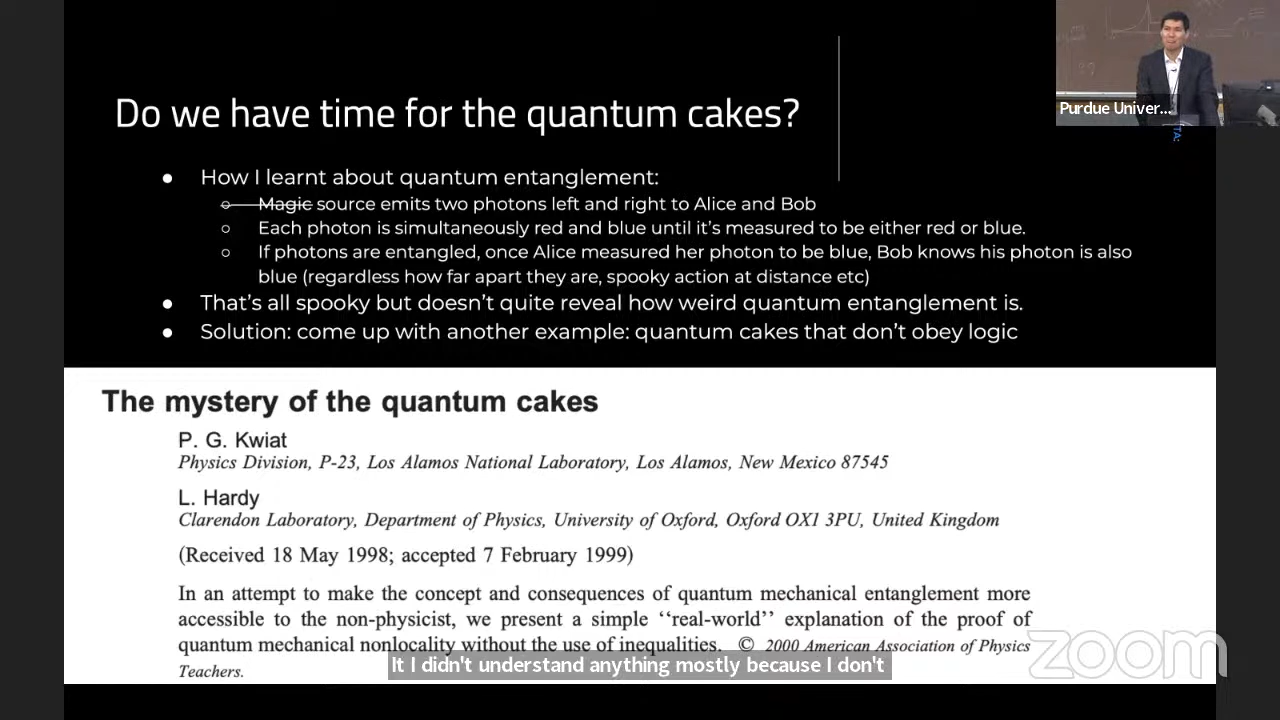 Do we have time for the quantum cakes?
Purdue Univer...
TA:
● How I learnt about quantum entanglement:
○ Magic source emits two photons left and right to Alice and Bob
○ Each photon is simultaneously red and blue until it’s measured to be either red or blue.
○ If photons are entangled, once Alice measured her photon to be blue, Bob knows his photon is also
blue (regardless how far apart they are, spooky action at distance etc)
● That’s all spooky but doesn’t quite reveal how weird quantum entanglement is.
● Solution: come up with another example: quantum cakes that don’t obey logic
The mystery of the quantum cakes
P. G. Kwiat
Physics Division, P-23, Los Alamos National Laboratory, Los Alamos, New Mexico 87545
L. Hardy
Clarendon Laboratory, Department of Physics, University of Oxford, Oxford OX1 3PU, United Kingdom
(Received 18 May 1998; accepted 7 February 1999)
In an attempt to make the concept and consequences of quantum mechanical entanglement more
accessible to the non-physicist, we present a simple ‘‘real-world’’ explanation of the proof of
quantum mechanical nonlocality without the use of inequalities. © 2000 American Association of Physics
Teachers.
It I didn't understand anything mostly because I don't
zoom